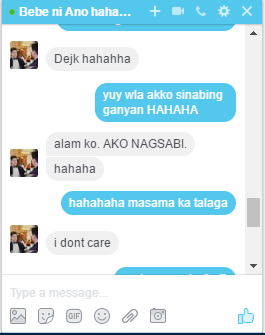 Bebe ni Ano haha...
Dejk hahahha
yuy wla akko sinabing
ganyan HAHAHA
alam ko. AKO NAGSABI.
hahaha
hahahaha masama ka talaga
i dont care
Type a message...
GIF